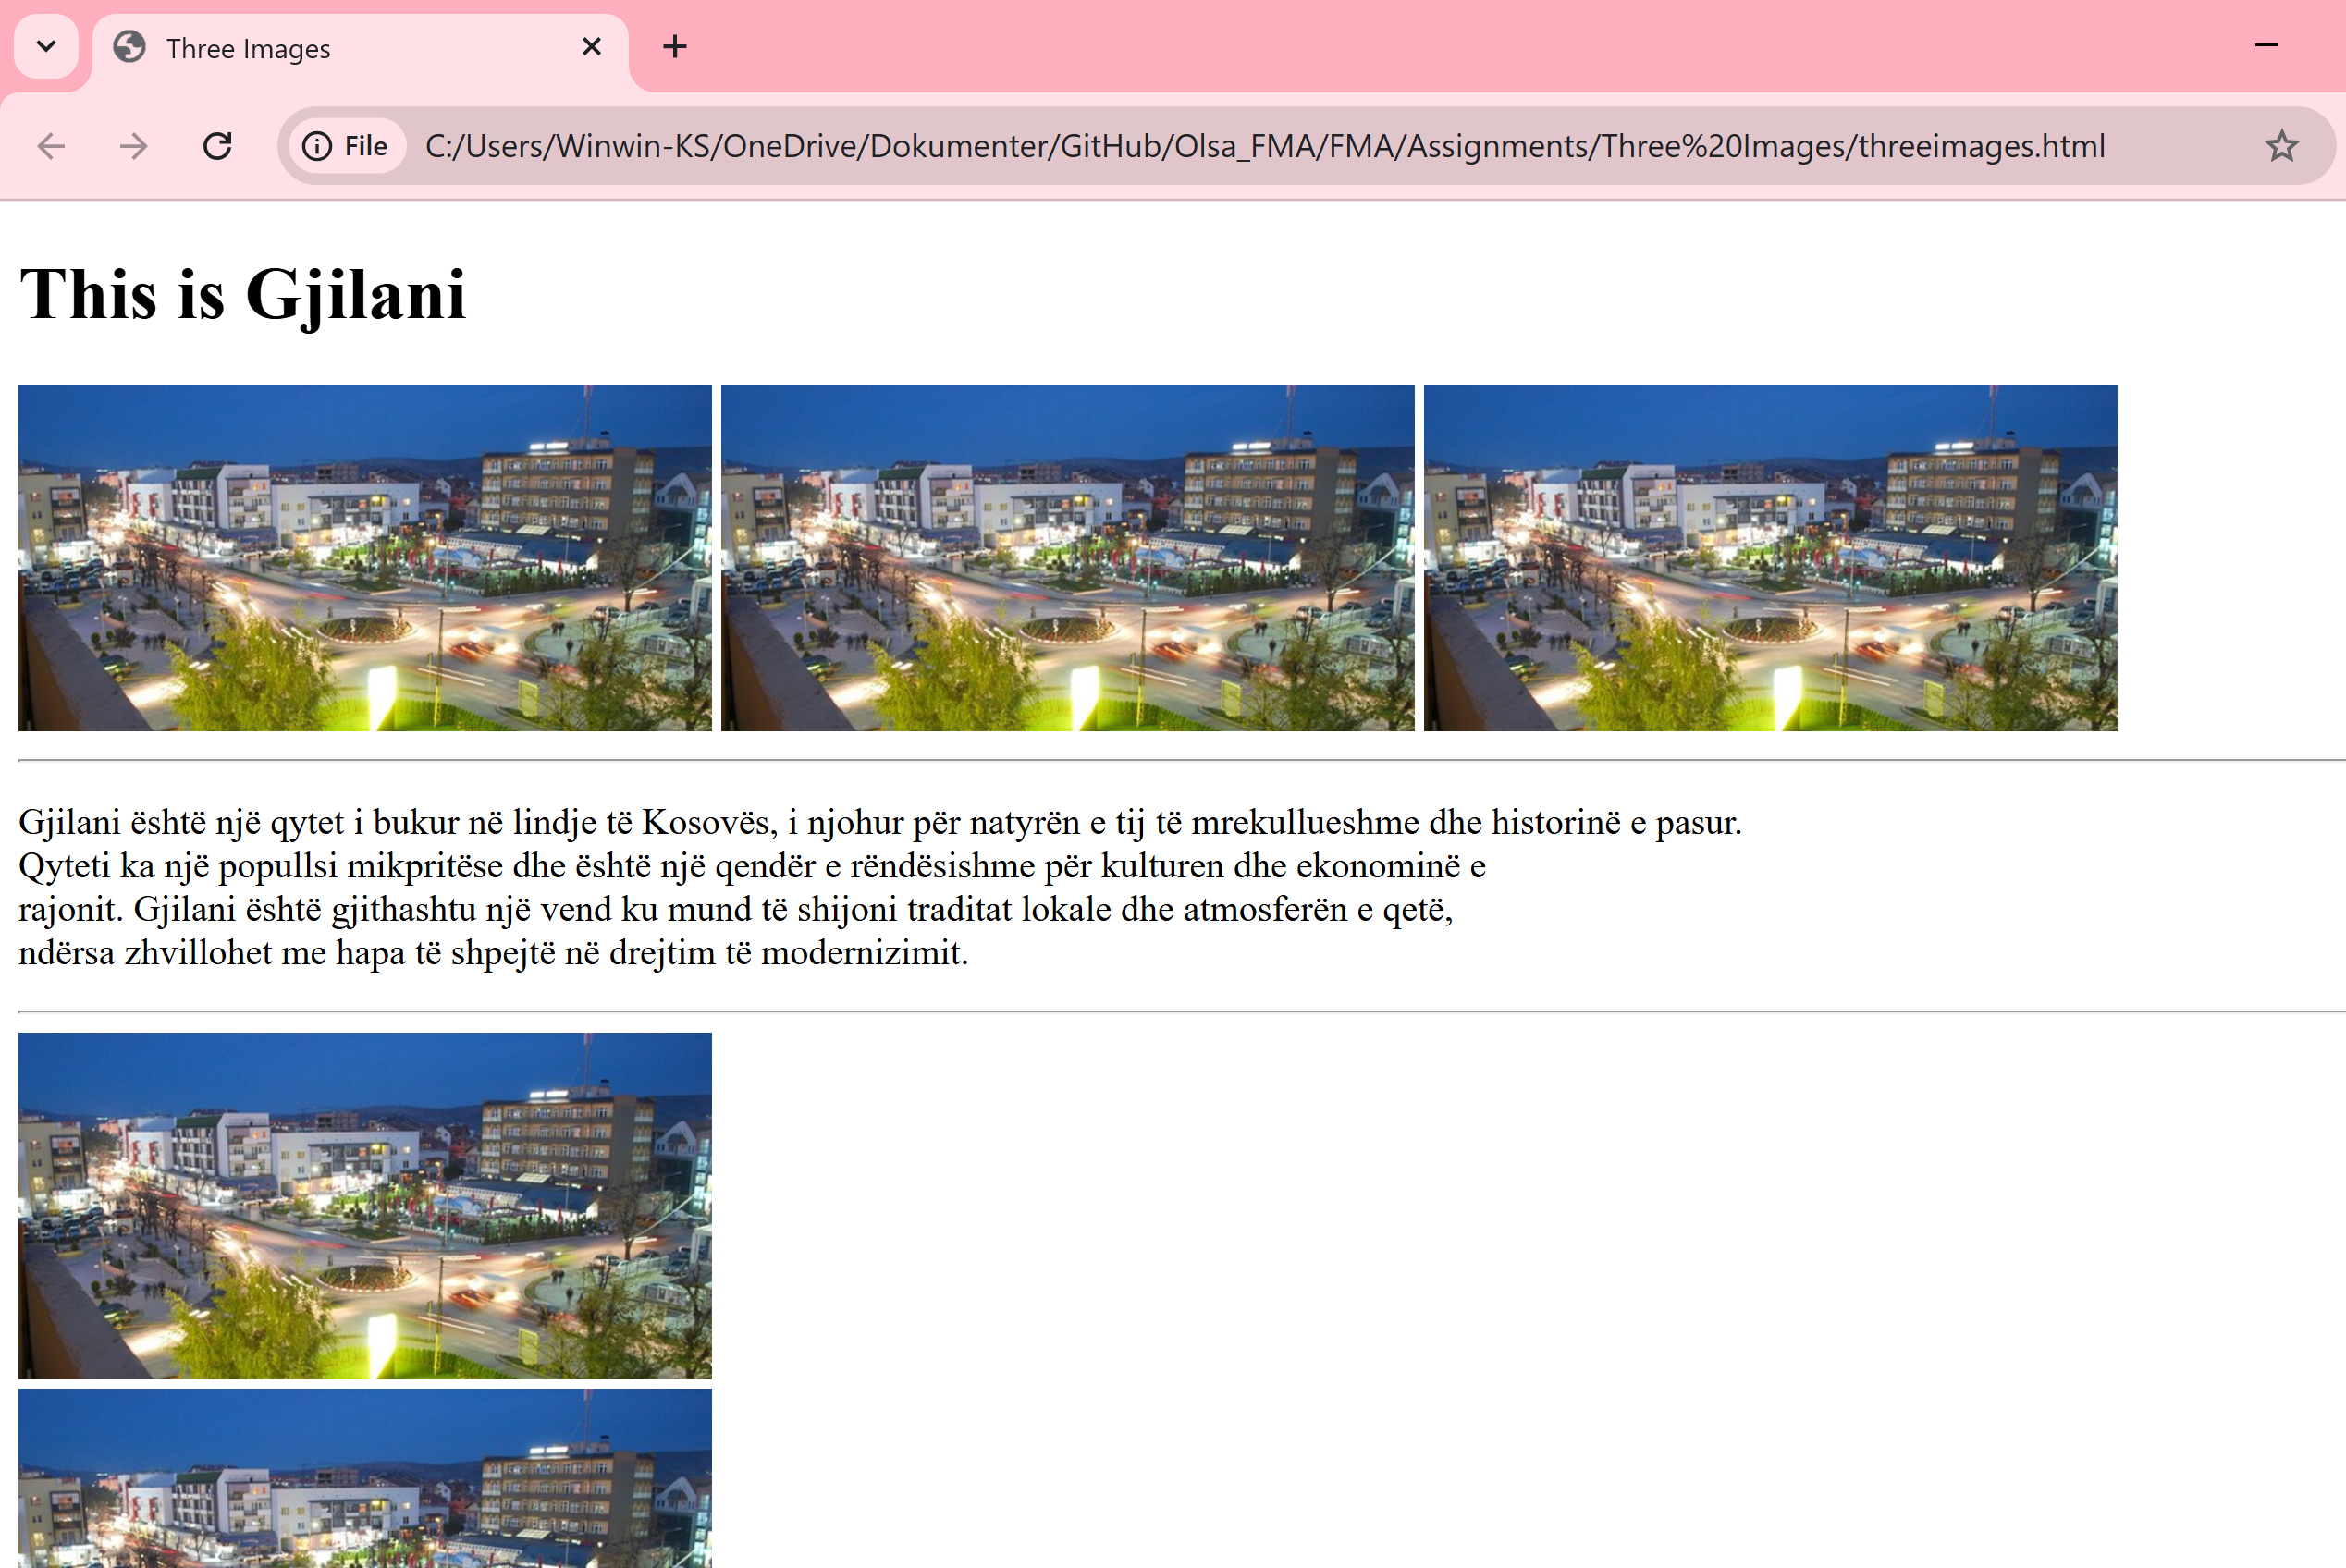 Three Images
File
C:/Users/Winwin-KS/OneDrive/Dokumenter/GitHub/Olsa_FMA/FMA/Assignments/Three%20Images/threeimages.html
This is Gjilani
Gjilani është një qytet i bukur në lindje të Kosovës, i njohur për natyrën e tij të mrekullueshme dhe historinë e pasur.
Qyteti ka një popullsi mikpritëse dhe është një qendër e rëndësishme për kulturen dhe ekonominë e
rajonit. Gjilani është gjithashtu një vend ku mund të shijoni traditat lokale dhe atmosferën e qetë,
ndërsa zhvillohet me hapa të shpejtë në drejtim të modernizimit.